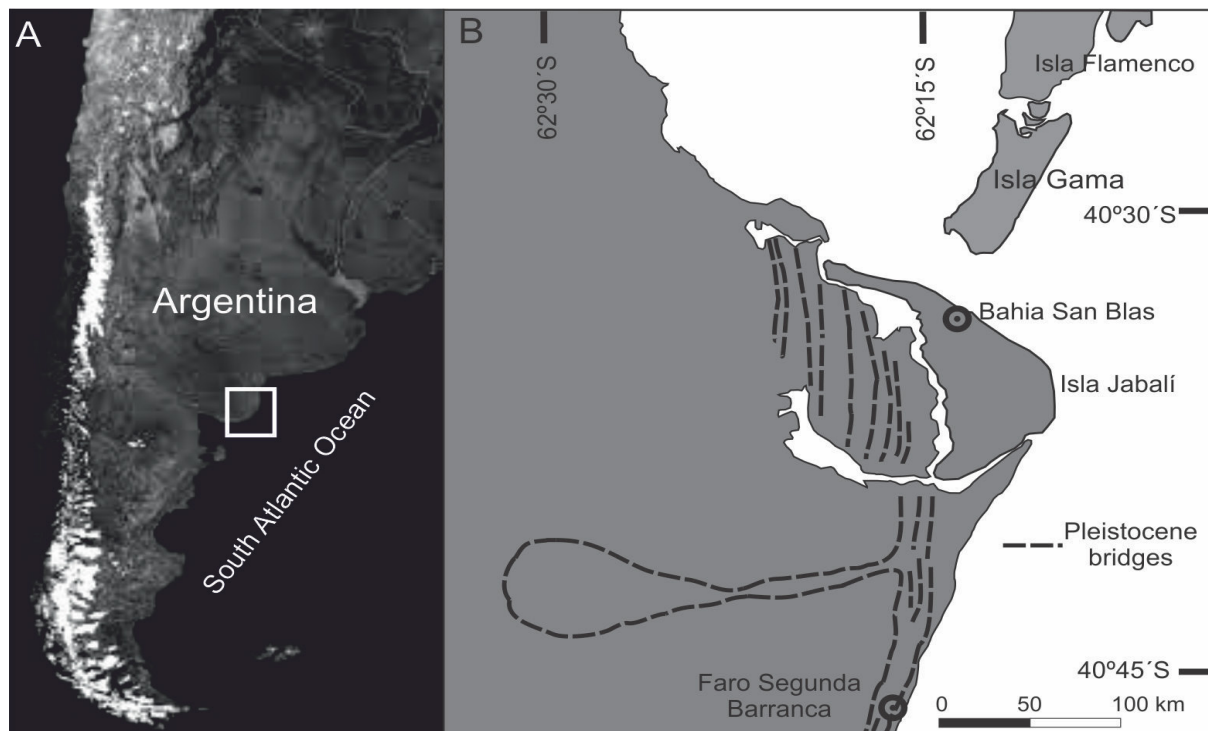 A
Argentina
South Atlantic Ocean
B
62º30´S
62º15´S
Isla Flamenco
Isla Gama
40º30´S
Bahia San Blas
Isla Jabalí
Pleistocene
bridges
40º45´S
Faro Segunda
Barranca
0 50 100 km